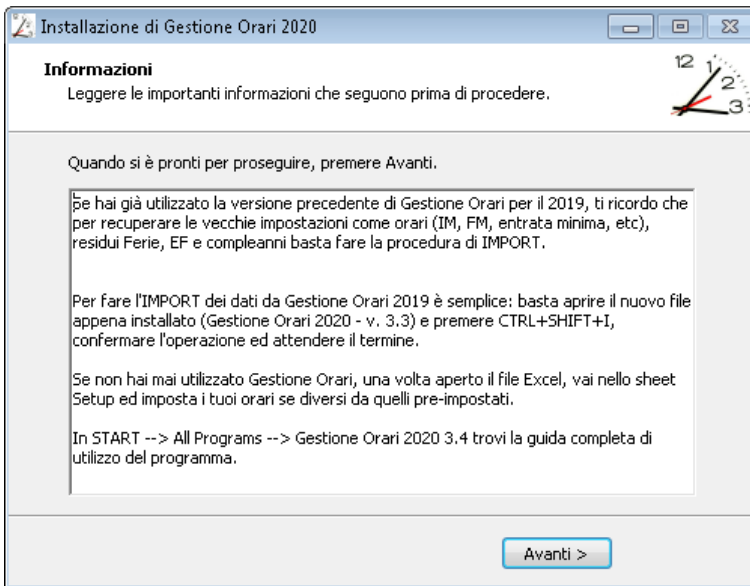 Installazione di Gestione Orari 2020
Informazioni
Leggere le importanti informazioni che seguono prima di procedere.
12
1
2
3
Quando si è pronti per proseguire, premere Avanti.
Se hai già utilizzato la versione precedente di Gestione Orari per il 2019, ti ricordo che
per recuperare le vecchie impostazioni come orari (IM, FM, entrata minima, etc),
residui Ferie, EF e compleanni basta fare la procedura di IMPORT.
Per fare l'IMPORT dei dati da Gestione Orari 2019 è semplice: basta aprire il nuovo file
appena installato (Gestione Orari 2020 - v. 3.3) e premere CTRL+SHIFT+I,
confermare l'operazione ed attendere il termine.
Se non hai mai utilizzato Gestione Orari, una volta aperto il file Excel, vai nello sheet
Setup ed imposta i tuoi orari se diversi da quelli pre-impostati.
In START --> All Programs --> Gestione Orari 2020 3.4 trovi la guida completa di
utilizzo del programma.
Avanti >